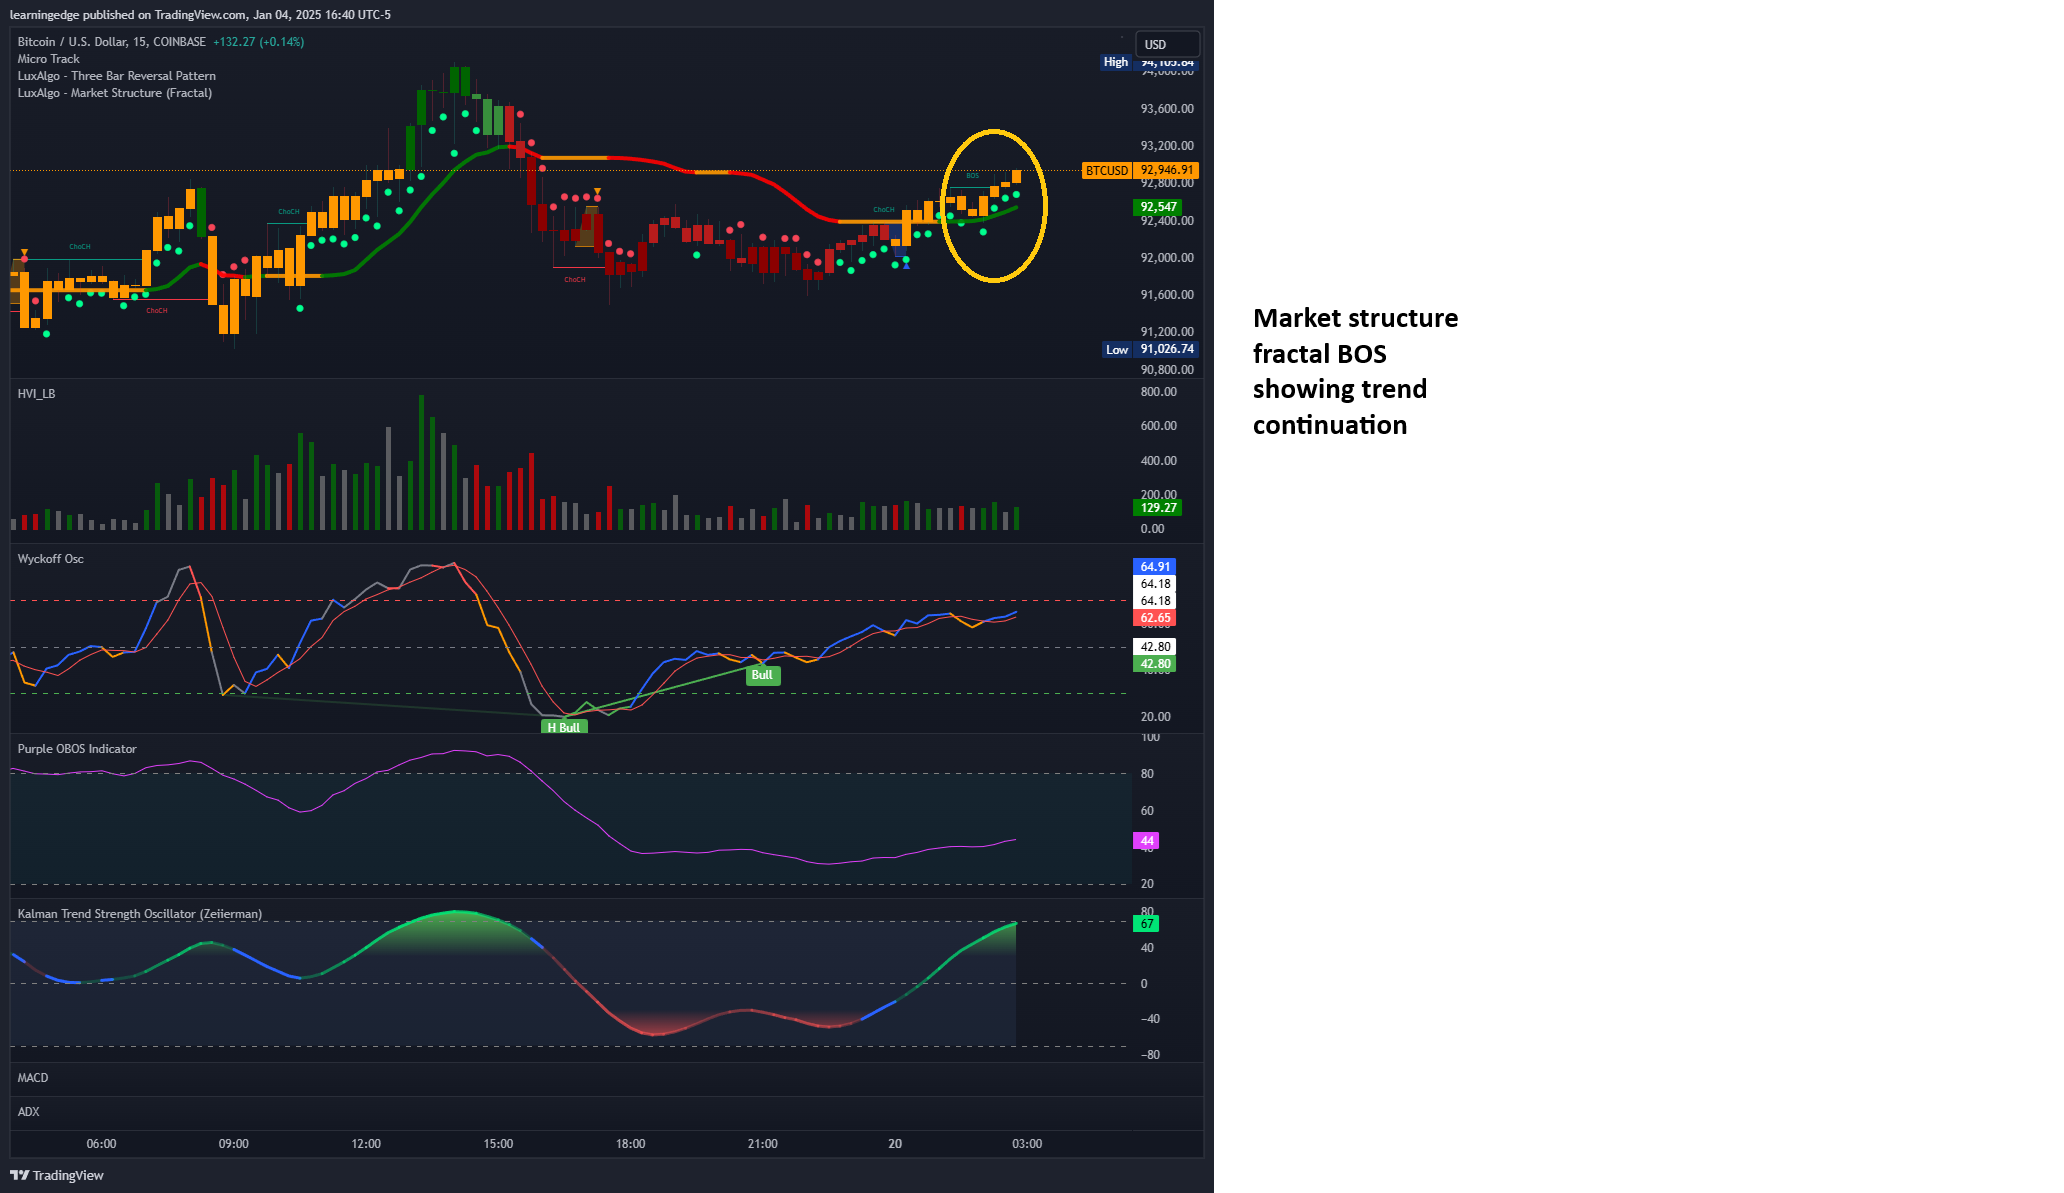 learningedge published on TradingView.com, Jan 04, 2025 16:40 UTC-5
Bitcoin / U.S. Dollar, 15, COINBASE +132.27 (+0.14%)
Micro Track
LuxAlgo - Three Bar Reversal Pattern
LuxAlgo - Market Structure (Fractal)
USD
High 94,105.84
94,000.00
93,600.00
93,200.00
BTCUSD 92,946.91
92,800.00
92,547
92,400.00
92,000.00
91,600.00
91,200.00
Low 91,026.74
90,800.00
ChoCH
ChoCH
ChoCH
ChoCH
ChoCH
BOS
HVI_LB
800.00
600.00
400.00
200.00
129.27
0.00
Wyckoff Osc
64.91
64.18
64.18
62.65
42.80
42.80
20.00
Bull
H Bull
Purple OBOS Indicator
100
80
60
44
40
20
Kalman Trend Strength Oscillator (Zeiierman)
80
67
40
0
−40
−80
MACD
ADX
06:00 09:00 12:00 15:00 18:00 21:00 20 03:00
TradingView
Market structure
fractal BOS
showing trend
continuation